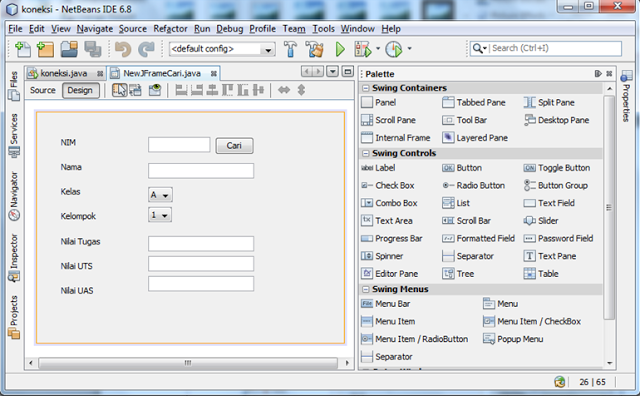 koneksi - NetBeans IDE 6.8
File Edit View Navigate Source Refactor Run Debug Profile Team Tools Window Help
<default config> Search (Ctrl+I)
koneksi.java NewJFrameCari.java
Source Design
Files
Services
Navigator
Inspector
Projects
NIM Cari
Nama
Kelas A
Kelompok 1
Nilai Tugas
Nilai UTS
Nilai UAS
Palette
Swing Containers
Panel Tabbed Pane Split Pane
Scroll Pane Tool Bar Desktop Pane
Internal Frame Layered Pane
Swing Controls
Label Button Toggle Button
Check Box Radio Button Button Group
Combo Box List Text Field
Text Area Scroll Bar Slider
Progress Bar Formatted Field Password Field
Spinner Separator Text Pane
Editor Pane Tree Table
Swing Menus
Menu Bar Menu
Menu Item Menu Item / CheckBox
Menu Item / RadioButton Popup Menu
Separator
Properties
26 | 65